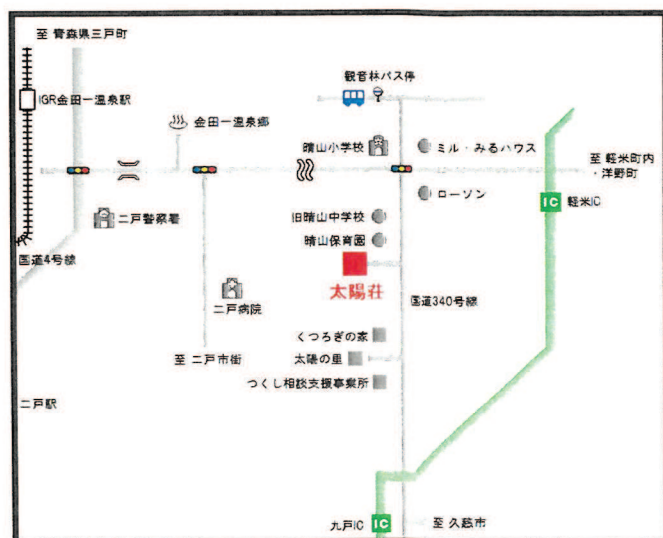 至 青森県三戸町
IGR金田一温泉駅
観音林バス停
金田一温泉郷
晴山小学校
ミル・みるハウス
至 軽米町内
・洋野町
ローソン
IC
軽米IC
二戸警察署
旧晴山中学校
晴山保育園
国道4号線
太陽荘
二戸病院
国道340号線
くつろぎの家
至 二戸市街
太陽の里
つくし相談支援事業所
二戸駅
九戸IC
IC
至 久慈市